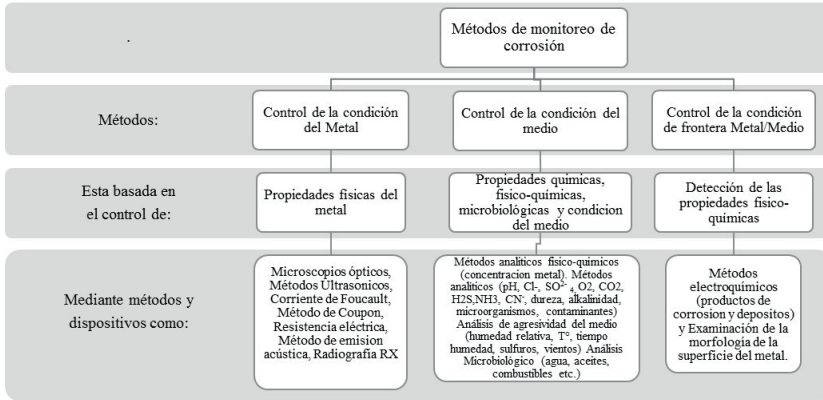 .
Métodos de monitoreo de
corrosión
Métodos:
Control de la condición
del Metal
Control de la condición del
medio
Control de la condición
de frontera Metal/Medio
Esta basada en
el control de:
Propiedades físicas del
metal
Propiedades quimicas,
fisico-químicas,
microbiológicas y condicion
del medio
Detección de las
propiedades fisico-
químicas
Mediante métodos y
dispositivos como:
Microscopios ópticos,
Métodos Ultrasonicos,
Corriente de Foucault,
Método de Coupon,
Resistencia eléctrica,
Método de emision
acústica, Radiografía RX
Métodos analíticos fisico-quimicos
(concentracion metal). Métodos
analíticos (pH, Cl-, SO²⁻ ₄, O2, CO2,
H2S,NH3, CN⁻, dureza, alkalinidad,
microorganismos, contaminantes)
Análisis de agresividad del medio
(humedad relativa, T°, tiempo
humedad, sulfuros, vientos) Análisis
Microbiológico (agua, aceites,
combustibles etc.)
Métodos
electroquímicos
(productos de
corrosion y depositos)
y Examinación de la
morfología de la
superficie del metal.